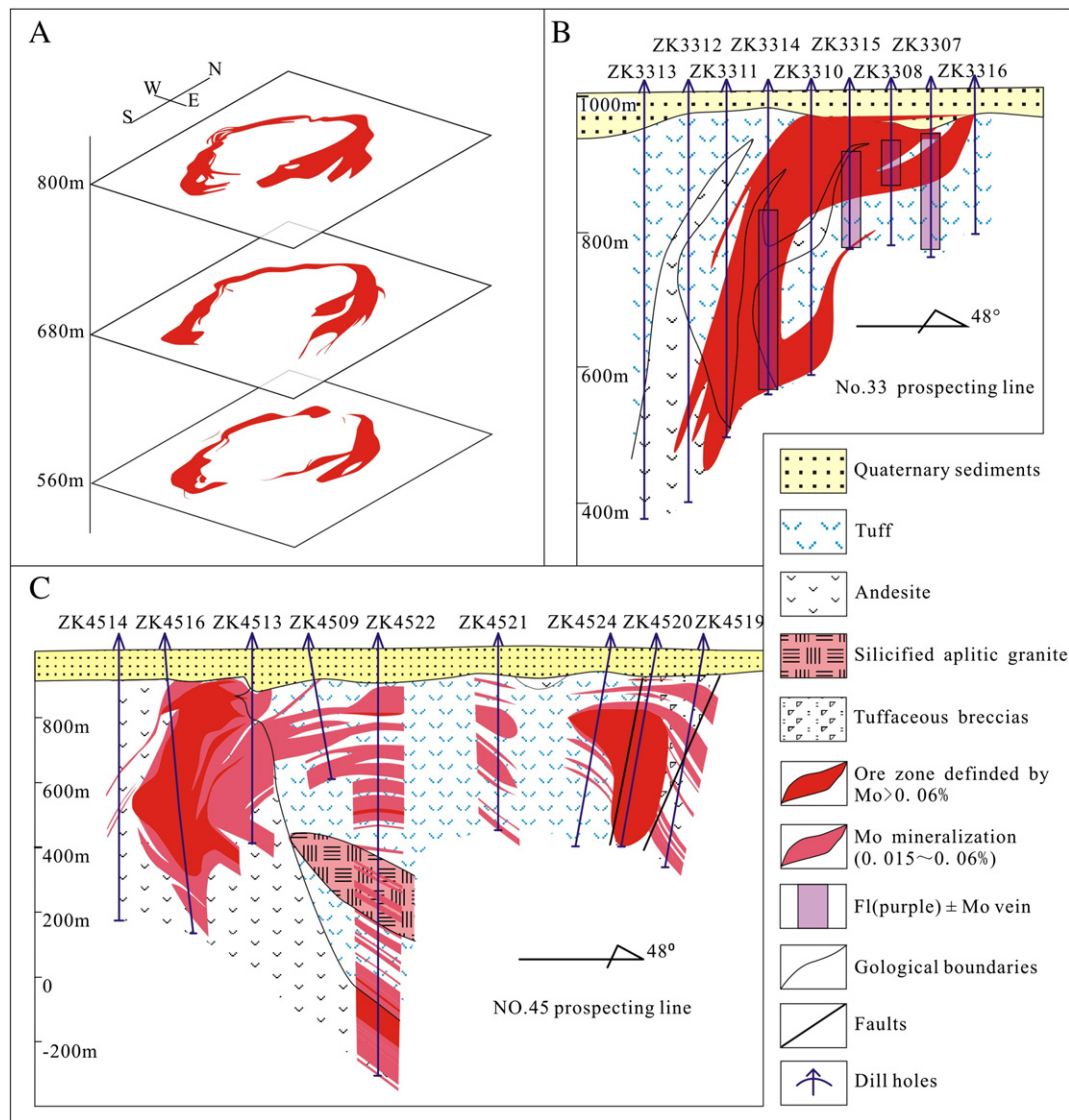 A
N
W
E
S
800m
680m
560m
B
ZK3312 ZK3314 ZK3315 ZK3307
ZK3313 ZK3311 ZK3310 ZK3308 ZK3316
1000m
800m
600m
400m
48°
No.33 prospecting line
C
ZK4514 ZK4516 ZK4513 ZK4509 ZK4522 ZK4521 ZK4524 ZK4520 ZK4519
800m
600m
400m
200m
0
-200m
48°
NO.45 prospecting line
Quaternary sediments
Tuff
Andesite
Silicified aplitic granite
Tuffaceous breccias
Ore zone definded by
Mo>0.06%
Mo mineralization
(0.015~0.06%)
Fl(purple) ± Mo vein
Gological boundaries
Faults
Dill holes